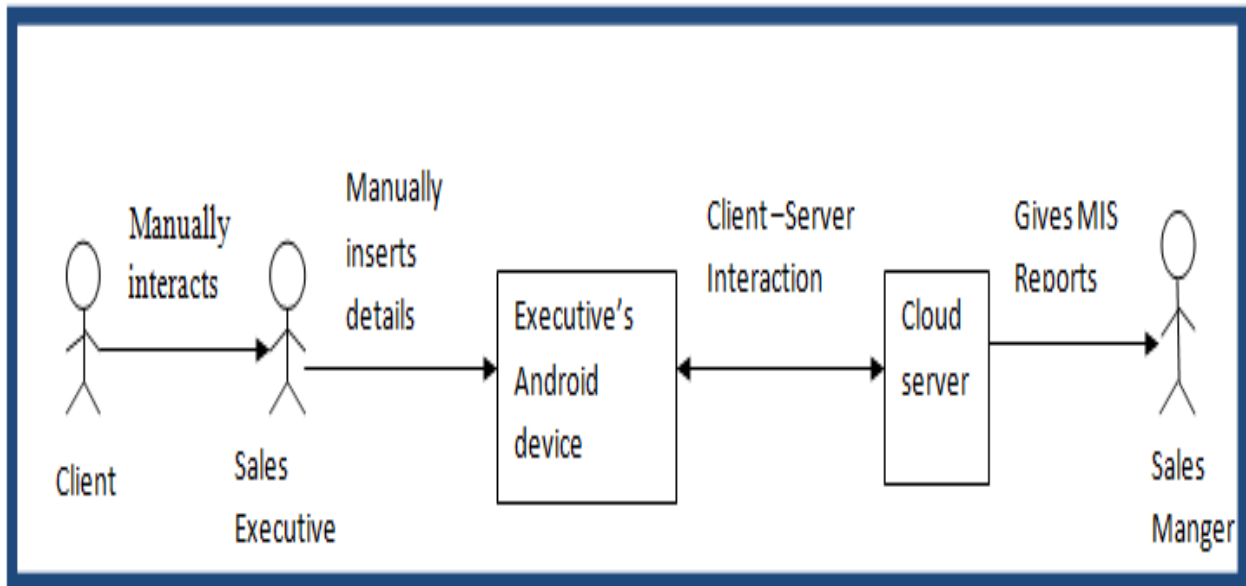 Manually
interacts
Manually
inserts
details
Client–Server
Interaction
Gives MIS
Reports
Executive's
Android
device
Cloud
server
Client
Sales
Executive
Sales
Manger